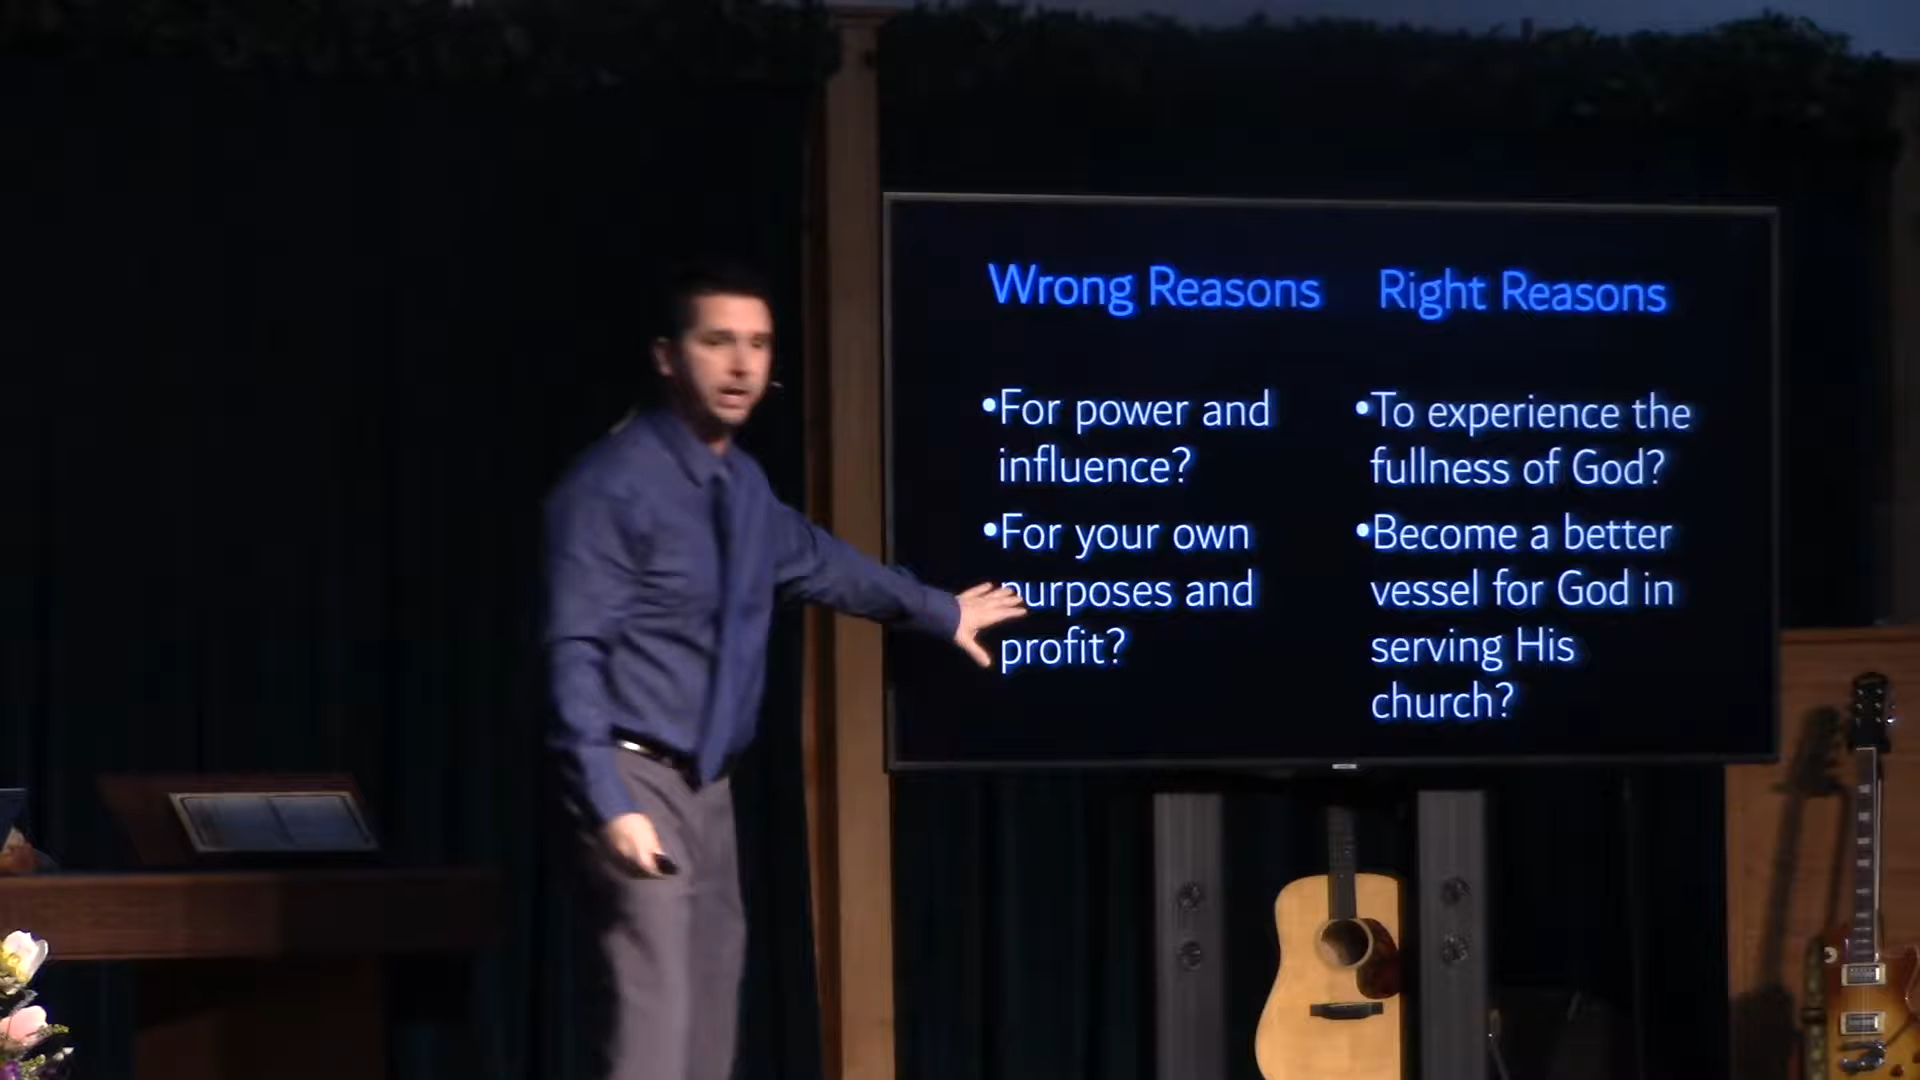 Wrong Reasons
•For power and
influence?
•For your own
purposes and
profit?
Right Reasons
•To experience the
fullness of God?
•Become a better
vessel for God in
serving His
church?